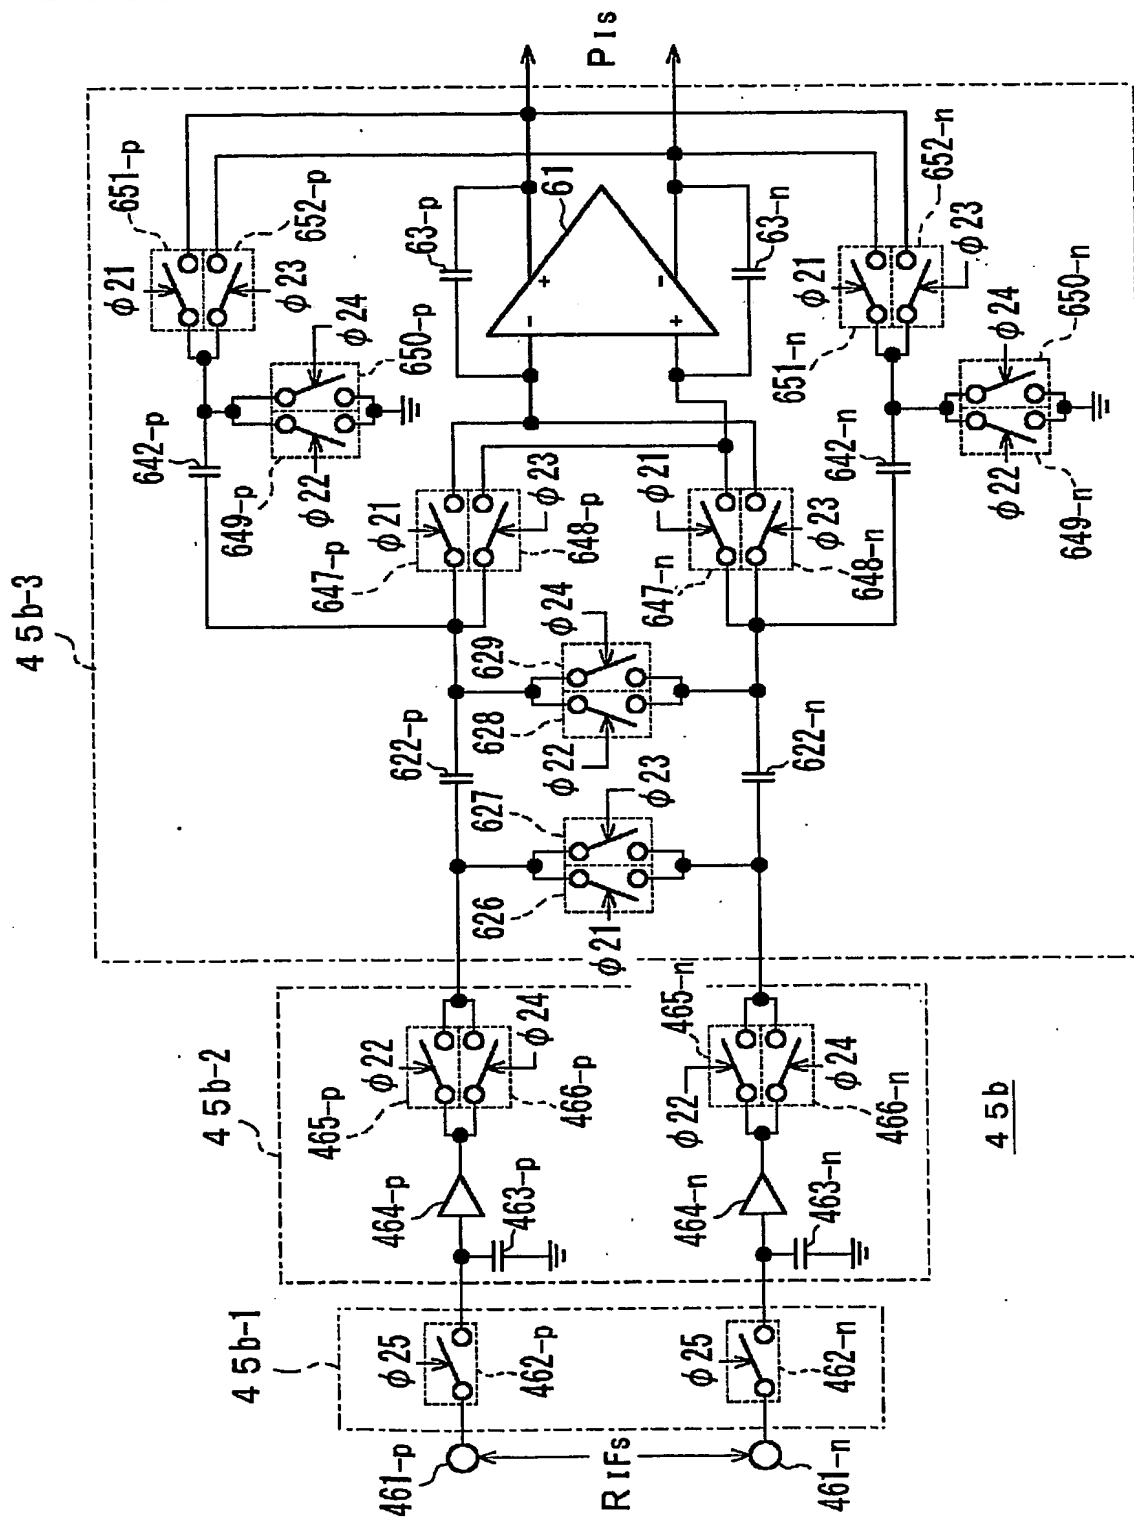 45b-3
651-p
φ21
652-p
φ23
φ24
650-p
642-p
649-p
φ22
63-p
61
-
+
+
-
63-n
PIs
φ21
647-p
φ23
648-p
φ21
647-n
φ23
648-n
651-n
φ21
652-n
φ23
φ24
650-n
642-n
649-n
φ22
622-p
629
φ24
628
φ22
627
φ23
626
φ21
622-n
45b-2
465-p
φ22
φ24
466-p
464-p
463-p
465-n
φ22
φ24
466-n
464-n
463-n
45b-1
φ25
462-p
φ25
462-n
461-p
RIFs
461-n
45b